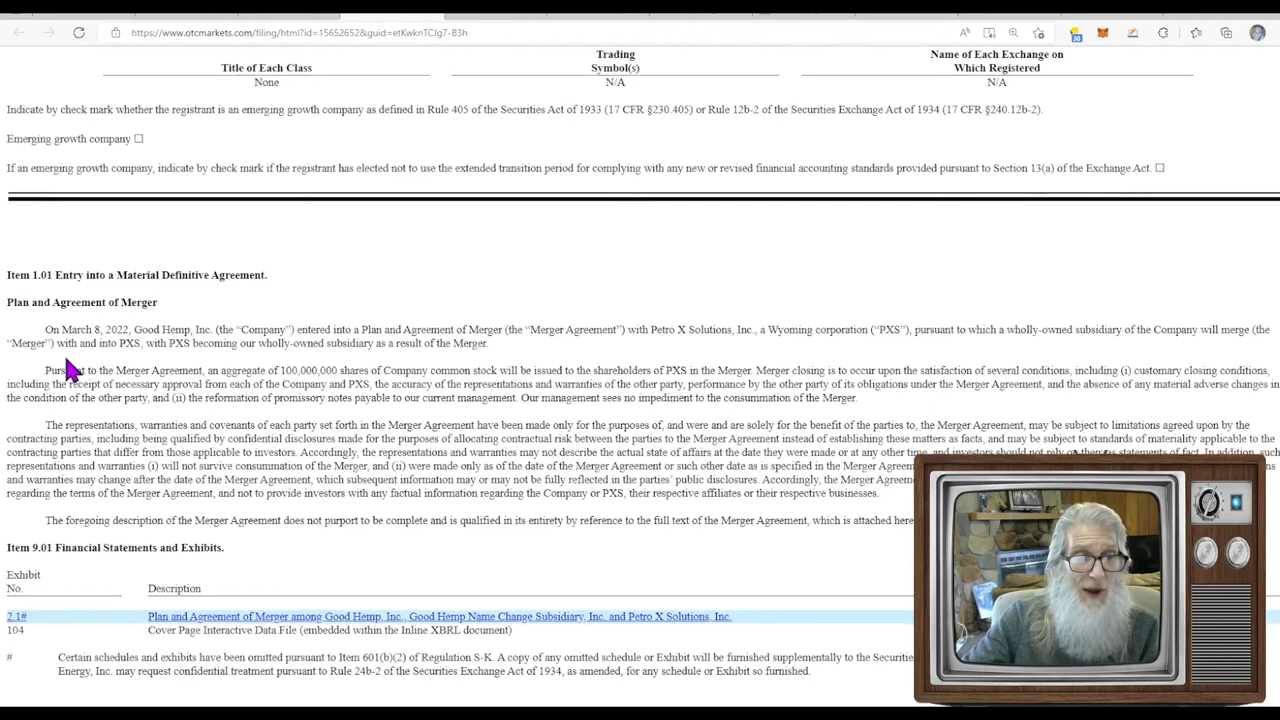 https://www.otcmarkets.com/filing/html?id=15652652&guid=etKwknTCJg7-B3h
Title of Each Class
Trading
Symbol(s)
Name of Each Exchange on
Which Registered
None
N/A
N/A
Indicate by check mark whether the registrant is an emerging growth company as defined in Rule 405 of the Securities Act of 1933 (17 CFR §230.405) or Rule 12b-2 of the Securities Exchange Act of 1934 (17 CFR §240.12b-2).
Emerging growth company ☐
If an emerging growth company, indicate by check mark if the registrant has elected not to use the extended transition period for complying with any new or revised financial accounting standards provided pursuant to Section 13(a) of the Exchange Act. ☐
Item 1.01 Entry into a Material Definitive Agreement.
Plan and Agreement of Merger
On March 8, 2022, Good Hemp, Inc. (the “Company”) entered into a Plan and Agreement of Merger (the “Merger Agreement”) with Petro X Solutions, Inc., a Wyoming corporation (“PXS”), pursuant to which a wholly-owned subsidiary of the Company will merge (the
“Merger”) with and into PXS, with PXS becoming our wholly-owned subsidiary as a result of the Merger.
Pursuant to the Merger Agreement, an aggregate of 100,000,000 shares of Company common stock will be issued to the shareholders of PXS in the Merger. Merger closing is to occur upon the satisfaction of several conditions, including (i) customary closing conditions,
including the receipt of necessary approval from each of the Company and PXS, the accuracy of the representations and warranties of the other party, performance by the other party of its obligations under the Merger Agreement, and the absence of any material adverse changes in
the condition of the other party, and (ii) the reformation of promissory notes payable to our current management. Our management sees no impediment to the consummation of the Merger.
The representations, warranties and covenants of each party set forth in the Merger Agreement have been made only for the purposes of, and were and are solely for the benefit of the parties to, the Merger Agreement, may be subject to limitations agreed upon by the
contracting parties, including being qualified by confidential disclosures made for the purposes of allocating contractual risk between the parties to the Merger Agreement instead of establishing these matters as facts, and may be subject to standards of materiality applicable to the
contracting parties that differ from those applicable to investors. Accordingly, the representations and warranties may not describe the actual state of affairs at the date they were made or at any other time, and investors should not rely on them as statements of fact. In addition, such
representations and warranties (i) will not survive consummation of the Merger, and (ii) were made only as of the date of the Merger Agreement or such other date as is specified in the Merger Agreement
and warranties may change after the date of the Merger Agreement, which subsequent information may or may not be fully reflected in the parties’ public disclosures. Accordingly, the Merger Agreement
regarding the terms of the Merger Agreement, and not to provide investors with any factual information regarding the Company or PXS, their respective affiliates or their respective businesses.
The foregoing description of the Merger Agreement does not purport to be complete and is qualified in its entirety by reference to the full text of the Merger Agreement, which is attached here
Item 9.01 Financial Statements and Exhibits.
Exhibit
No.
Description
2.1# Plan and Agreement of Merger among Good Hemp, Inc., Good Hemp Name Change Subsidiary, Inc. and Petro X Solutions, Inc.
104 Cover Page Interactive Data File (embedded within the Inline XBRL document)
# Certain schedules and exhibits have been omitted pursuant to Item 601(b)(2) of Regulation S-K. A copy of any omitted schedule or Exhibit will be furnished supplementally to the Securities
Energy, Inc. may request confidential treatment pursuant to Rule 24b-2 of the Securities Exchange Act of 1934, as amended, for any schedule or Exhibit so furnished.